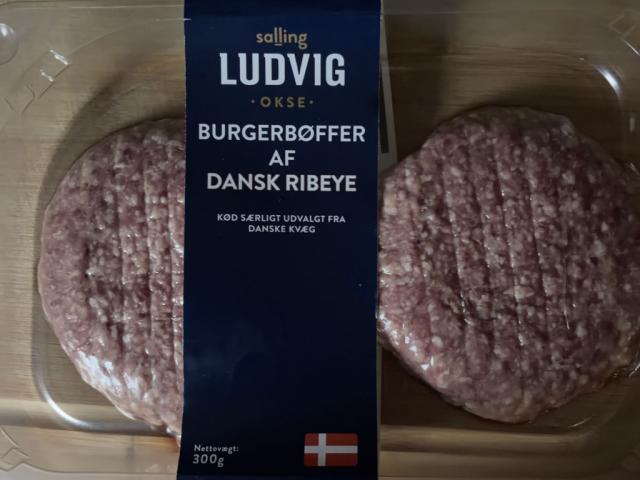 salling
LUDVIG
· OKSE ·
BURGERBØFFER
AF
DANSK RIBEYE
KØD SÆRLIGT UDVALGT FRA
DANSKE KVÆG
Nettovægt:
300g